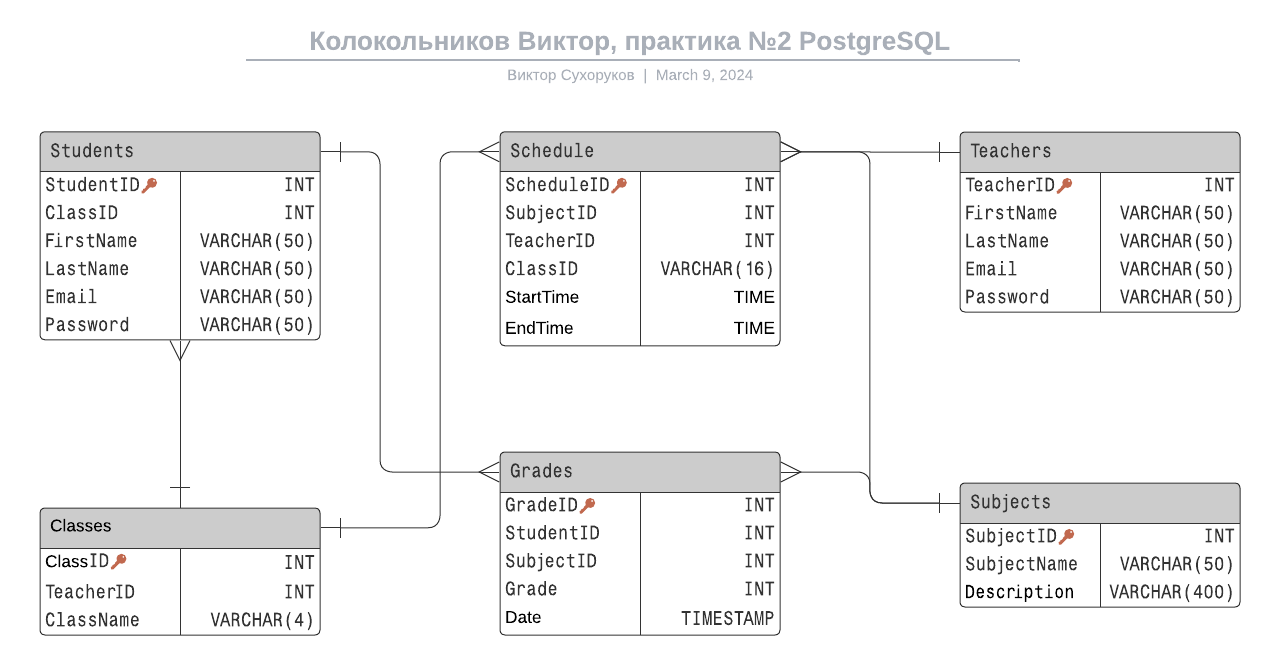 Колокольников Виктор, практика №2 PostgreSQL
Виктор Сухоруков | March 9, 2024
Students
StudentID INT
ClassID INT
FirstName VARCHAR(50)
LastName VARCHAR(50)
Email VARCHAR(50)
Password VARCHAR(50)
Schedule
ScheduleID INT
SubjectID INT
TeacherID INT
ClassID VARCHAR(16)
StartTime TIME
EndTime TIME
Teachers
TeacherID INT
FirstName VARCHAR(50)
LastName VARCHAR(50)
Email VARCHAR(50)
Password VARCHAR(50)
Classes
ClassID INT
TeacherID INT
ClassName VARCHAR(4)
Grades
GradeID INT
StudentID INT
SubjectID INT
Grade INT
Date TIMESTAMP
Subjects
SubjectID INT
SubjectName VARCHAR(50)
Description VARCHAR(400)